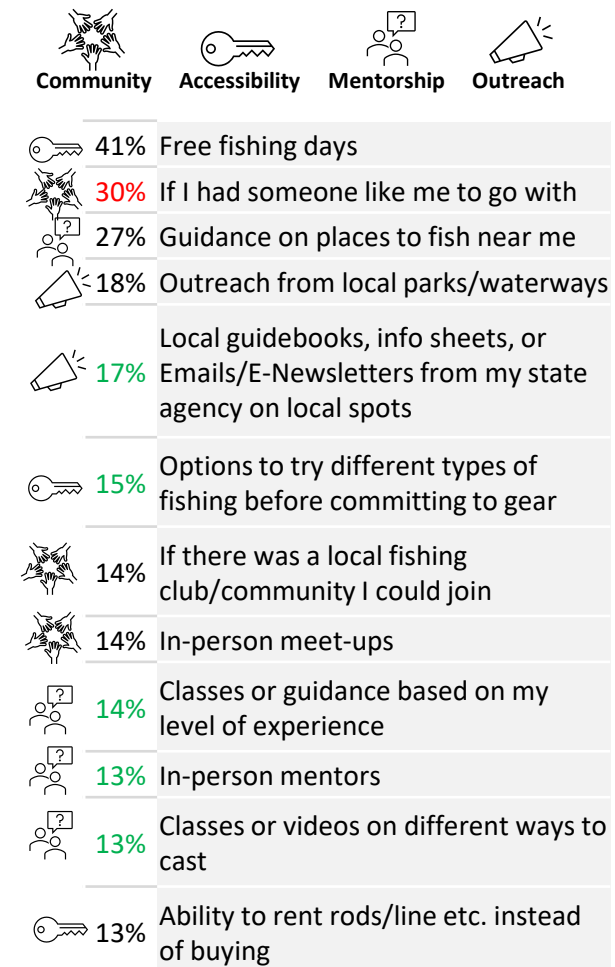 Community Accessibility Mentorship Outreach
41% Free fishing days
30% If I had someone like me to go with
27% Guidance on places to fish near me
18% Outreach from local parks/waterways
Local guidebooks, info sheets, or
17% Emails/E-Newsletters from my state
agency on local spots
15% Options to try different types of
fishing before committing to gear
14% If there was a local fishing
club/community I could join
14% In-person meet-ups
14% Classes or guidance based on my
level of experience
13% In-person mentors
13% Classes or videos on different ways to
cast
13% Ability to rent rods/line etc. instead
of buying